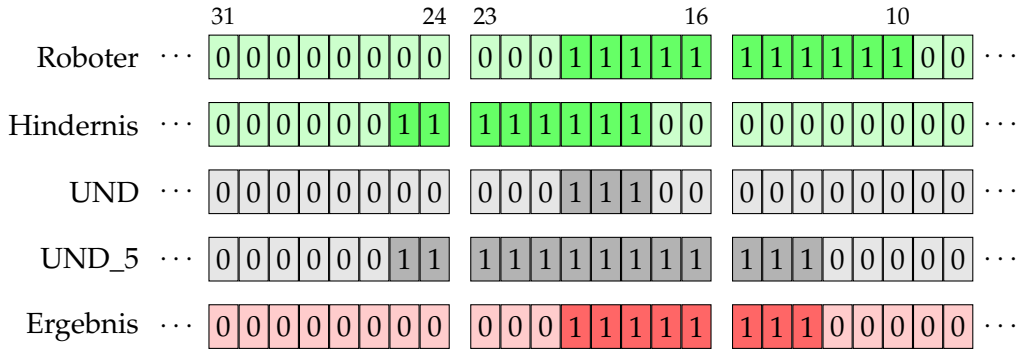 31 24 23 16 10
Roboter ··· 0 0 0 0 0 0 0 0 0 0 0 1 1 1 1 1 1 1 1 1 1 1 0 0 ···
Hindernis ··· 0 0 0 0 0 0 1 1 1 1 1 1 1 1 0 0 0 0 0 0 0 0 0 0 ···
UND ··· 0 0 0 0 0 0 0 0 0 0 0 1 1 1 0 0 0 0 0 0 0 0 0 0 ···
UND_5 ··· 0 0 0 0 0 0 1 1 1 1 1 1 1 1 1 1 1 1 1 0 0 0 0 0 ···
Ergebnis ··· 0 0 0 0 0 0 0 0 0 0 0 1 1 1 1 1 1 1 1 0 0 0 0 0 ···